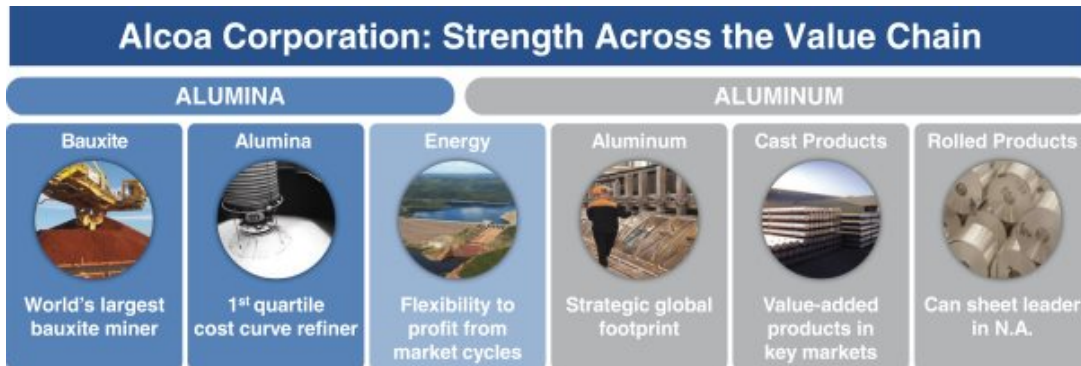 Alcoa Corporation: Strength Across the Value Chain
ALUMINA
ALUMINUM
Bauxite
World's largest
bauxite miner
Alumina
1st quartile
cost curve refiner
Energy
Flexibility to
profit from
market cycles
Aluminum
Strategic global
footprint
Cast Products
Value-added
products in
key markets
Rolled Products
Can sheet leader
in N.A.